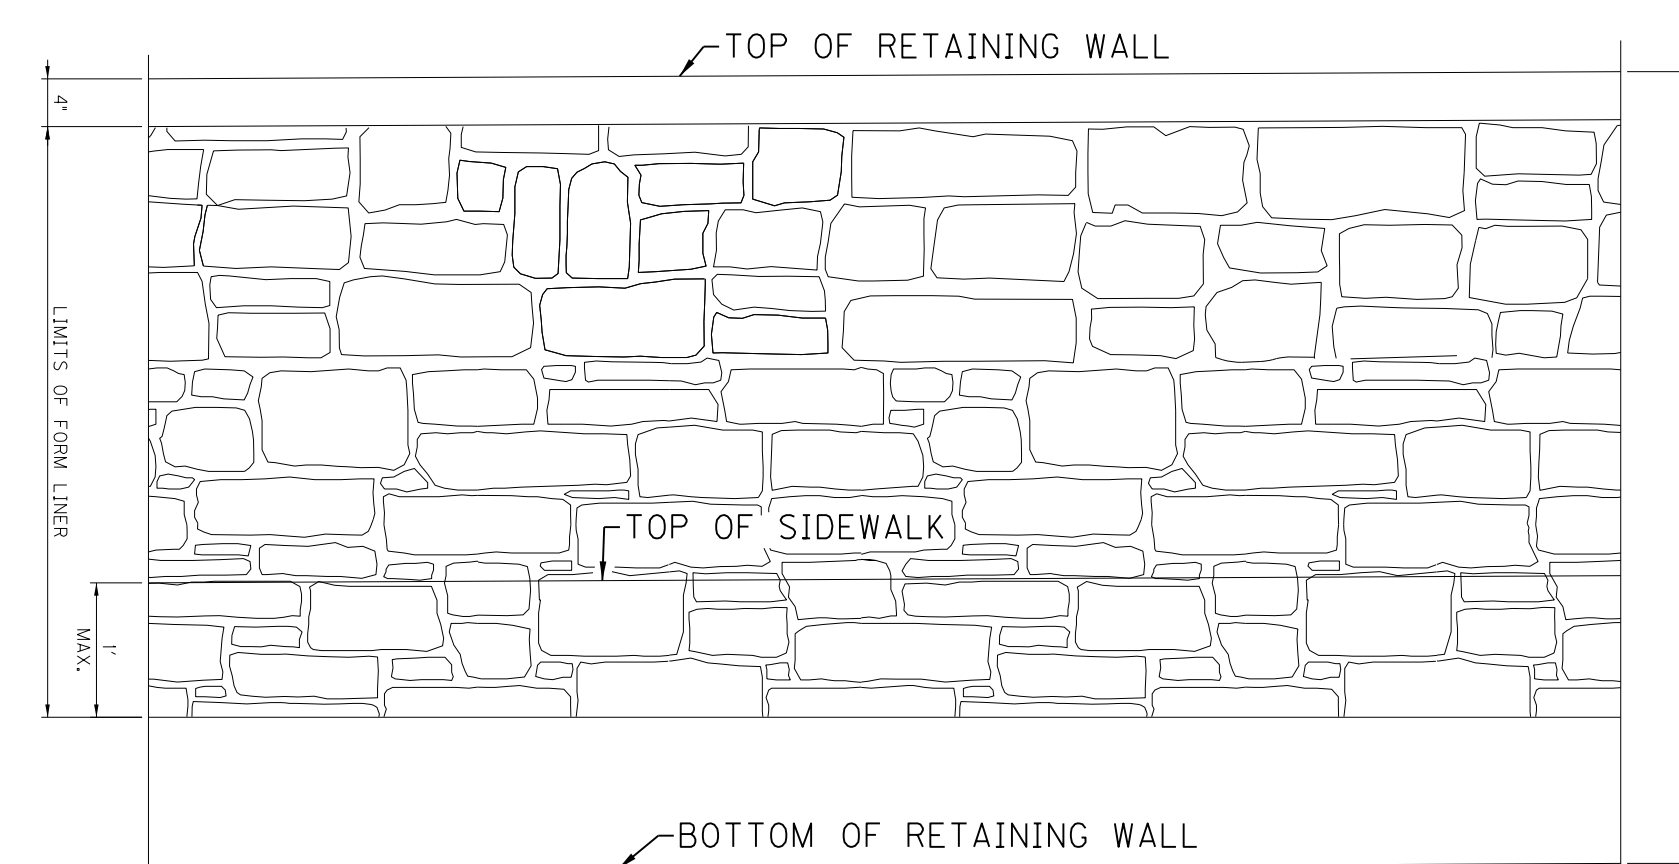 TOP OF RETAINING WALL
4"
LIMITS OF FORM LINER
TOP OF SIDEWALK
1'
MAX.
BOTTOM OF RETAINING WALL